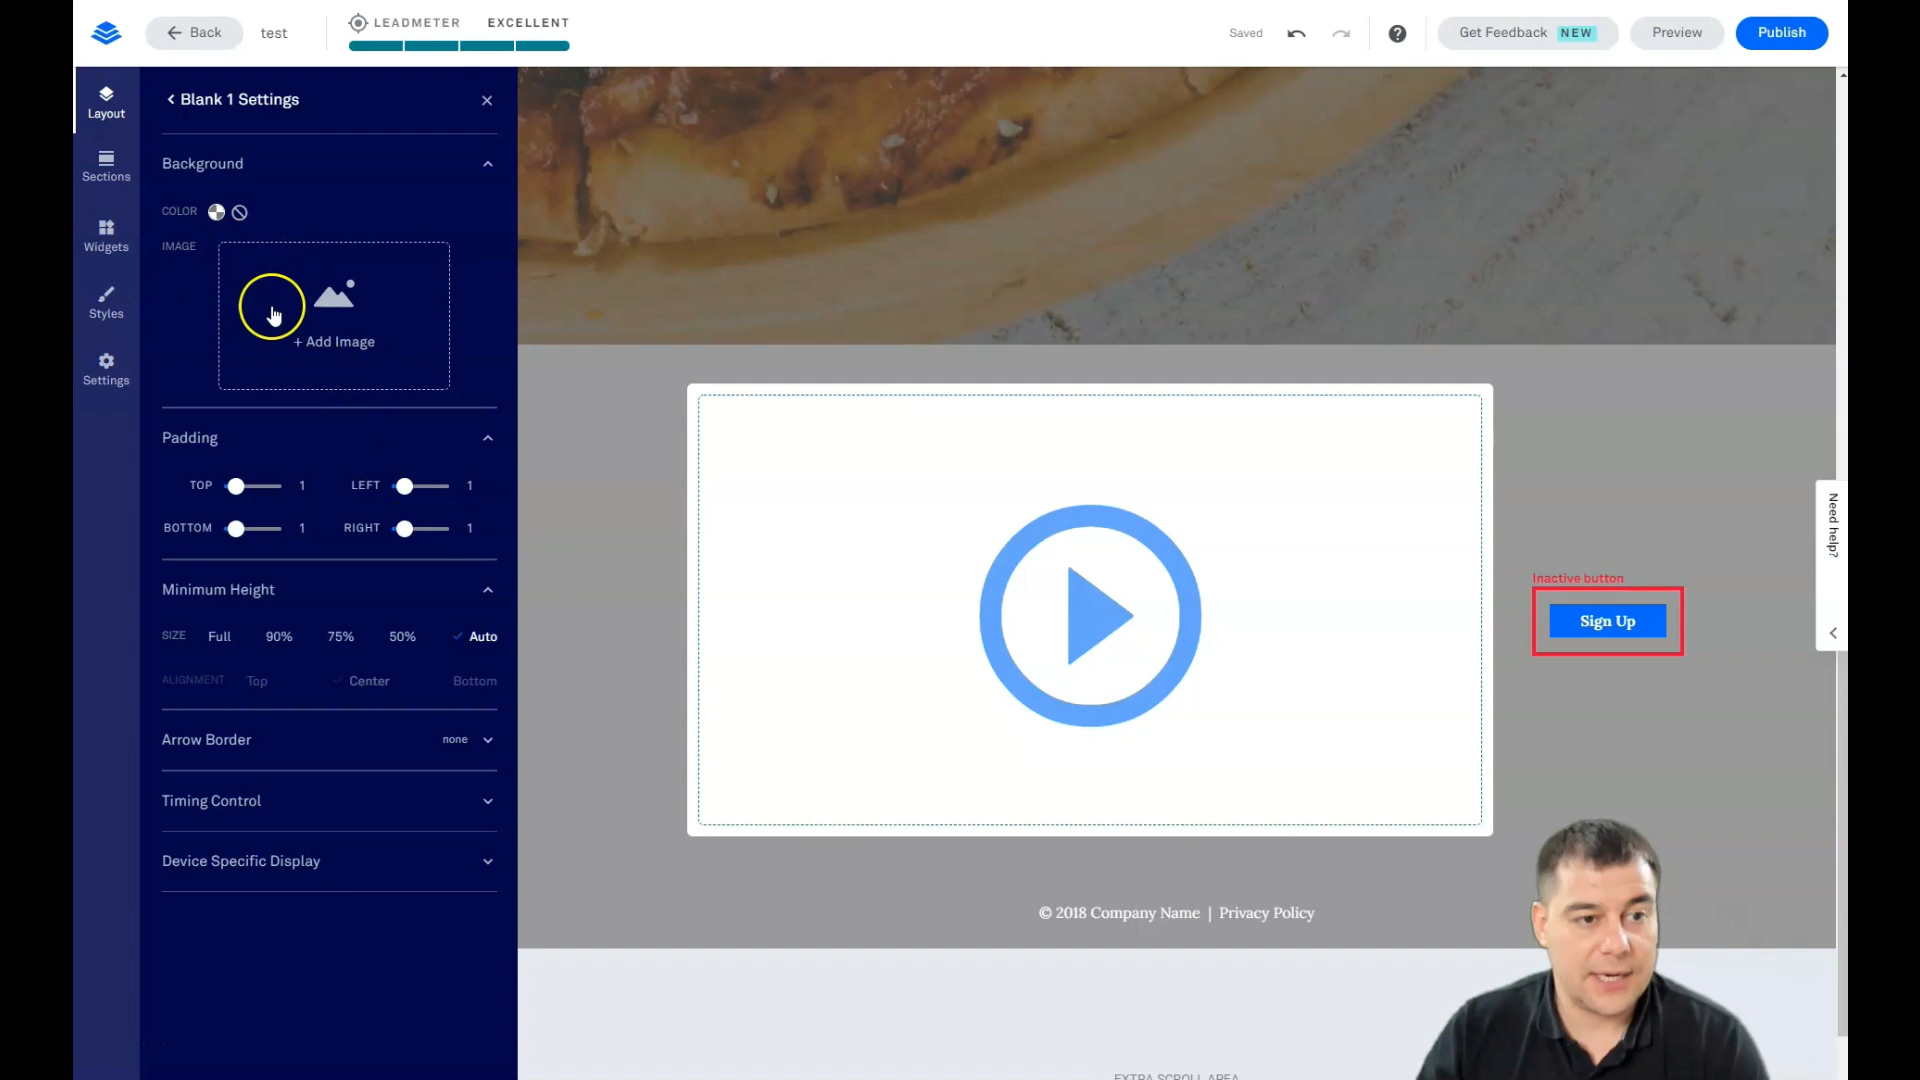 Back
test
LEADMETER EXCELLENT
Saved
Get Feedback NEW
Preview
Publish
Layout
Sections
Widgets
Styles
Settings
Blank 1 Settings
Background
COLOR
IMAGE
+ Add Image
Padding
TOP 1 LEFT 1
BOTTOM 1 RIGHT 1
Minimum Height
SIZE Full 90% 75% 50% Auto
ALIGNMENT Top Center Bottom
Arrow Border none
Timing Control
Device Specific Display
Inactive button
Sign Up
Need help?
© 2018 Company Name | Privacy Policy
EXTRA SCROLL AREA